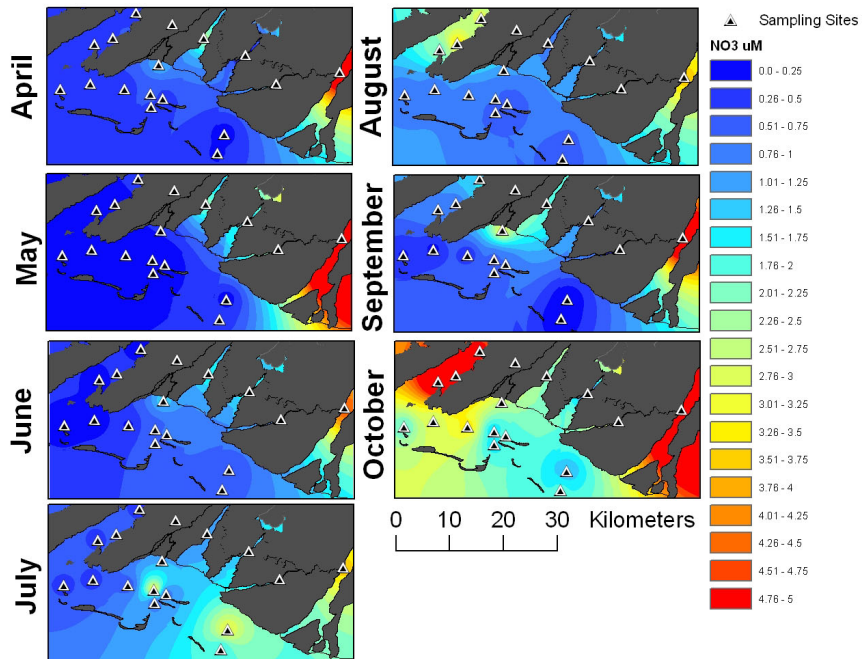 April
May
June
July
August
September
October
0 10 20 30 Kilometers
Sampling Sites
NO3 uM
0.0 - 0.25
0.26 - 0.5
0.51 - 0.75
0.76 - 1
1.01 - 1.25
1.26 - 1.5
1.51 - 1.75
1.76 - 2
2.01 - 2.25
2.26 - 2.5
2.51 - 2.75
2.76 - 3
3.01 - 3.25
3.26 - 3.5
3.51 - 3.75
3.76 - 4
4.01 - 4.25
4.26 - 4.5
4.51 - 4.75
4.76 - 5